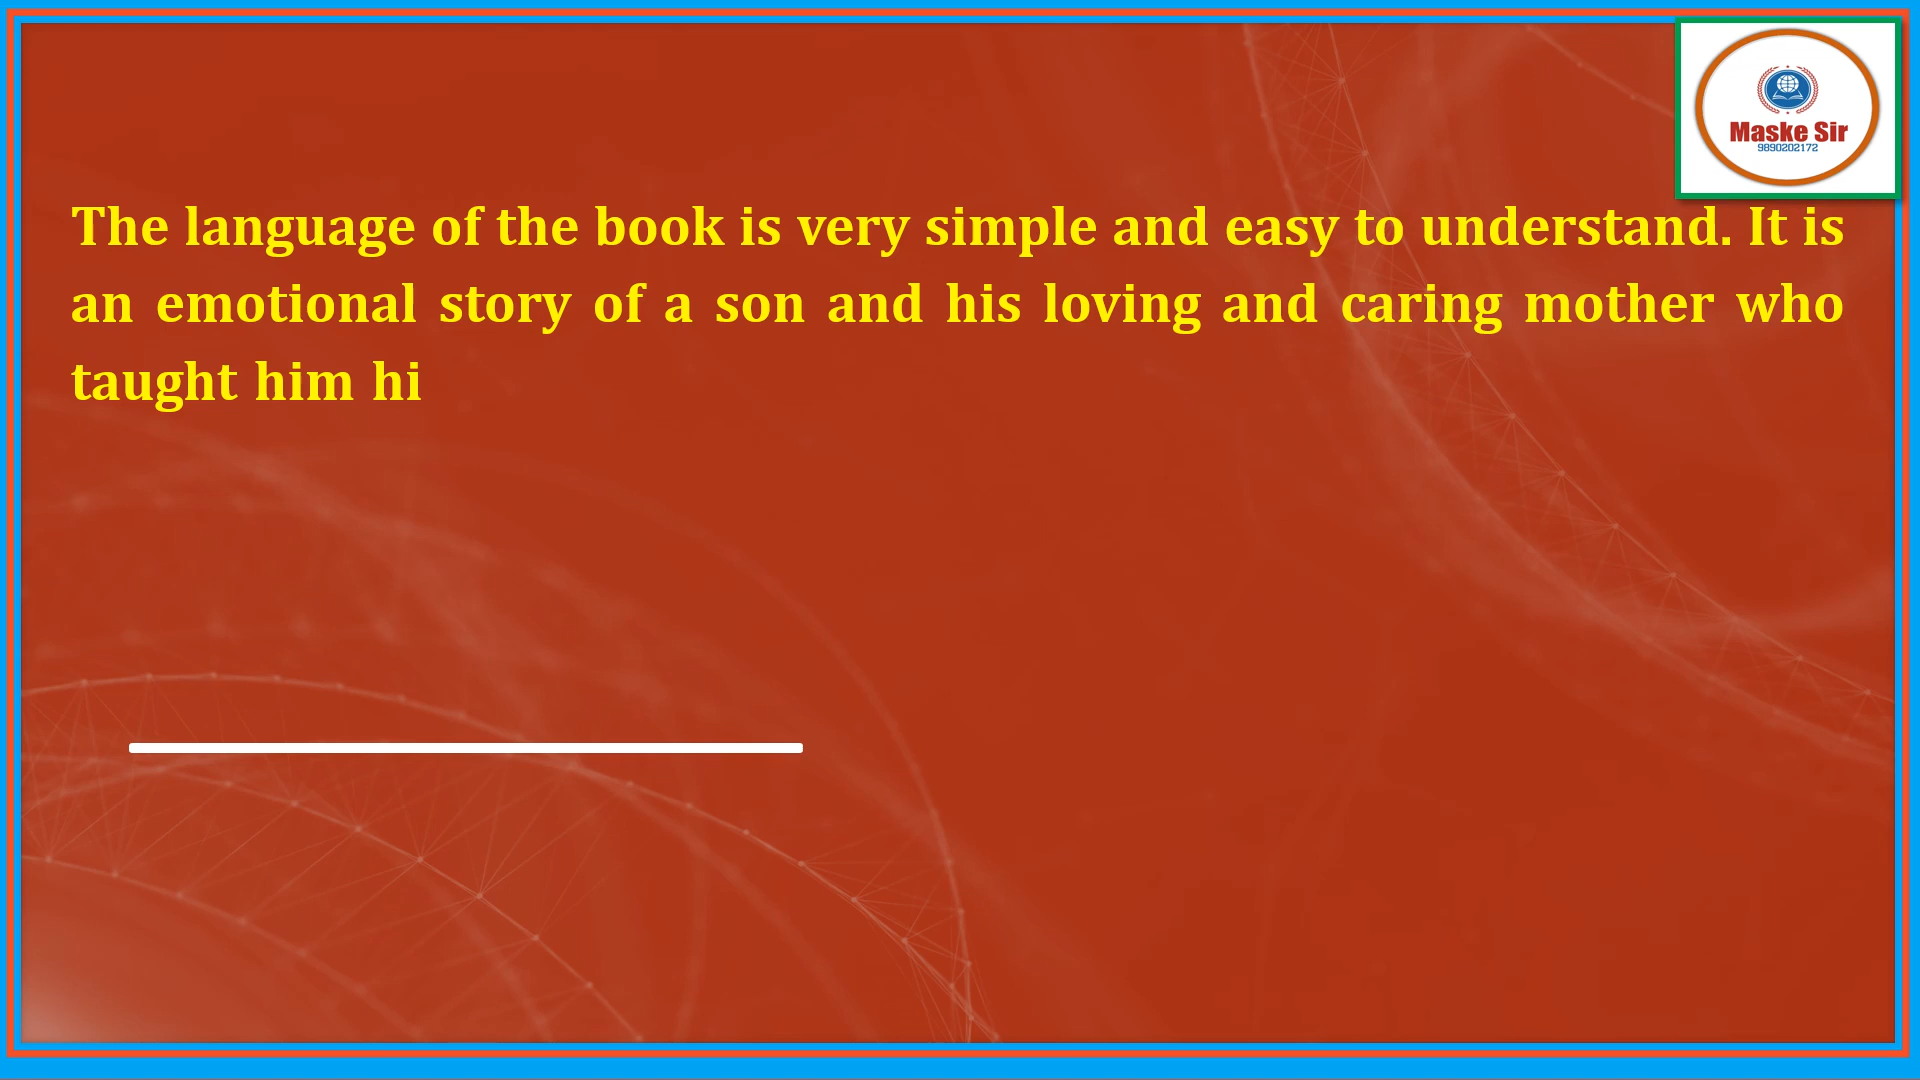 Maske Sir
9890202172
The language of the book is very simple and easy to understand. It is
an emotional story of a son and his loving and caring mother who
taught him hi